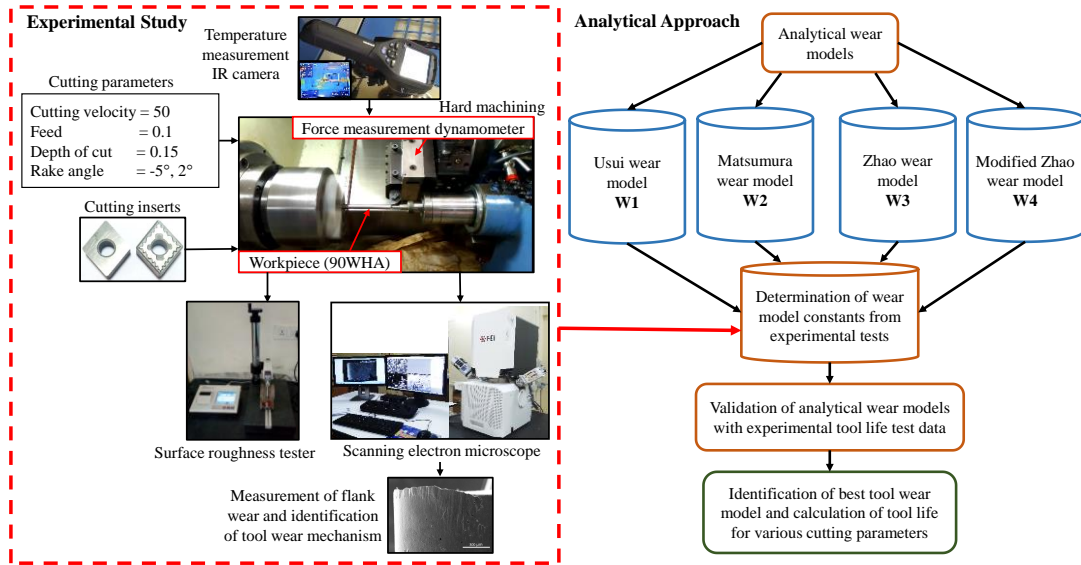 Experimental Study
Temperature
measurement
IR camera
Cutting parameters
Cutting velocity = 50
Feed = 0.1
Depth of cut = 0.15
Rake angle = -5°, 2°
Hard machining
Force measurement dynamometer
Cutting inserts
Workpiece (90WHA)
FEI
Surface roughness tester
Scanning electron microscope
Measurement of flank
wear and identification
of tool wear mechanism
Analytical Approach
Analytical wear
models
Usui wear
model
W1
Matsumura
wear model
W2
Zhao wear
model
W3
Modified Zhao
wear model
W4
Determination of wear
model constants from
experimental tests
Validation of analytical wear models
with experimental tool life test data
Identification of best tool wear
model and calculation of tool life
for various cutting parameters